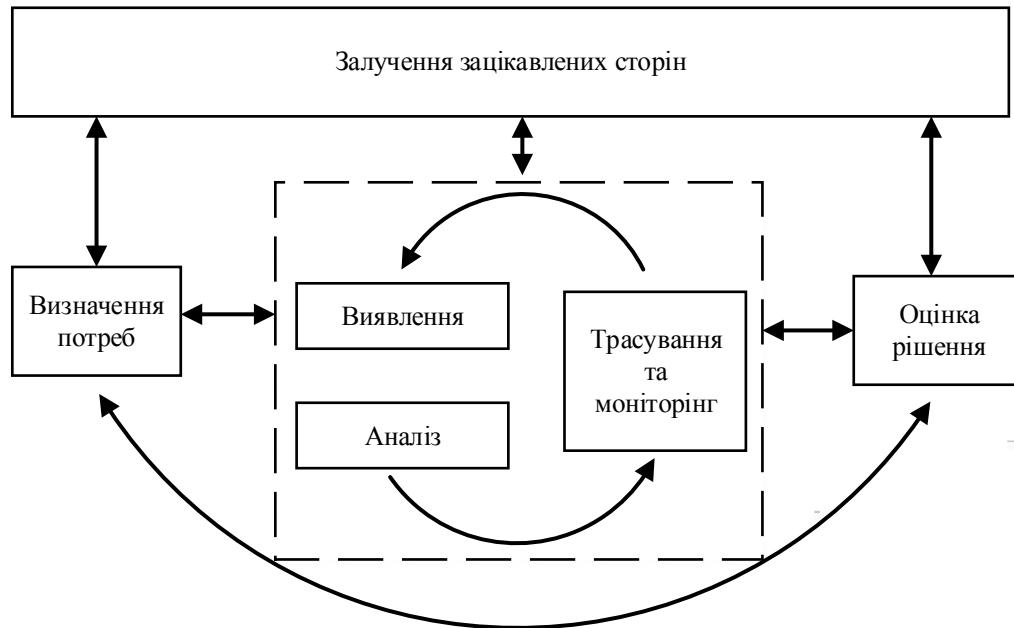 Залучення зацікавлених сторін
Визначення
потреб
Виявлення
Аналіз
Трасування
та
моніторінг
Оцінка
рішення